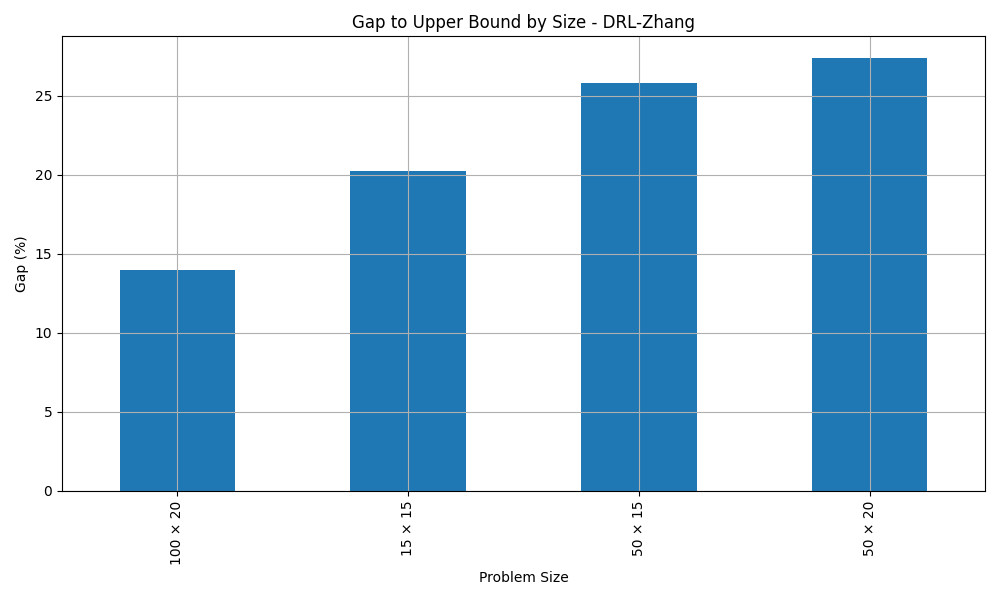 Gap to Upper Bound by Size - DRL-Zhang
Gap (%)
25
20
15
10
5
0
100 × 20
15 × 15
50 × 15
50 × 20
Problem Size